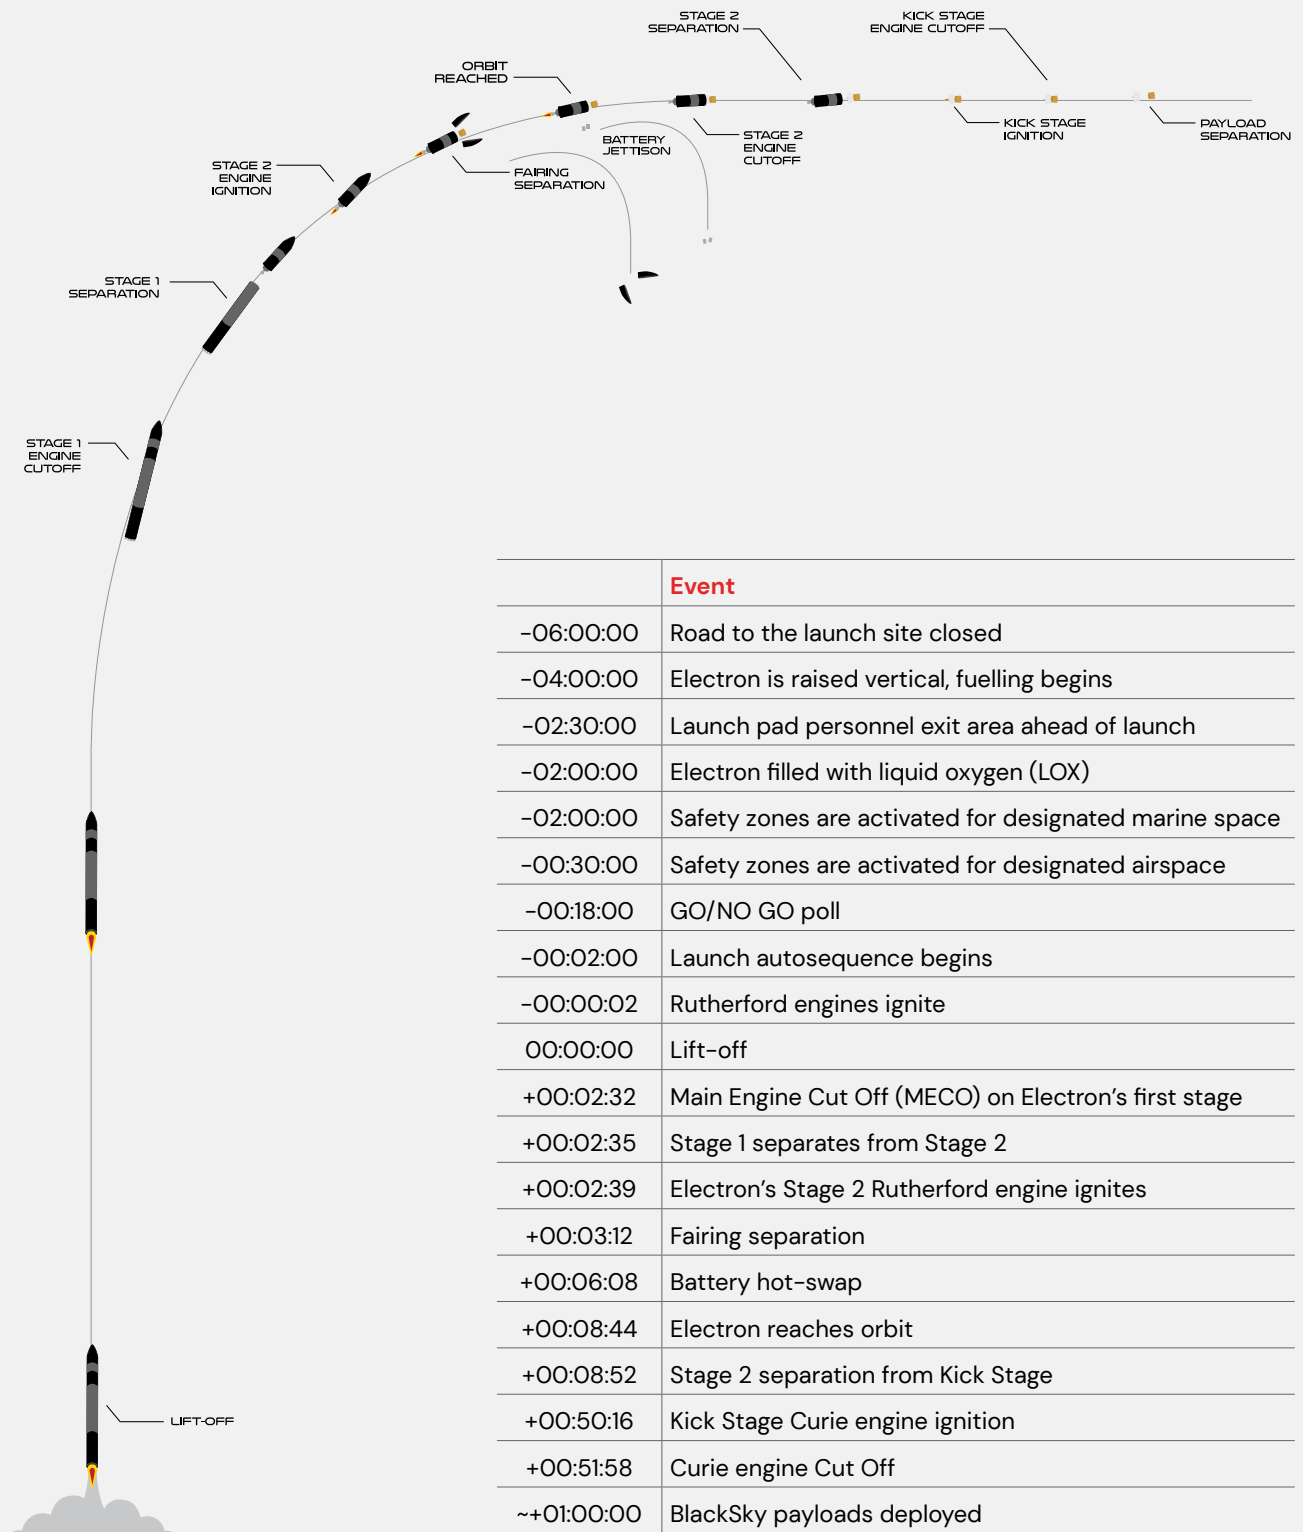 STAGE 2
SEPARATION
KICK STAGE
ENGINE CUTOFF
ORBIT
REACHED
KICK STAGE
IGNITION
PAYLOAD
SEPARATION
BATTERY
JETTISON
STAGE 2
ENGINE
CUTOFF
STAGE 2
ENGINE
IGNITION
FAIRING
SEPARATION
STAGE 1
SEPARATION
STAGE 1
ENGINE
CUTOFF
LIFT-OFF
Event
-06:00:00 Road to the launch site closed
-04:00:00 Electron is raised vertical, fuelling begins
-02:30:00 Launch pad personnel exit area ahead of launch
-02:00:00 Electron filled with liquid oxygen (LOX)
-02:00:00 Safety zones are activated for designated marine space
-00:30:00 Safety zones are activated for designated airspace
-00:18:00 GO/NO GO poll
-00:02:00 Launch autosequence begins
-00:00:02 Rutherford engines ignite
00:00:00 Lift-off
+00:02:32 Main Engine Cut Off (MECO) on Electron's first stage
+00:02:35 Stage 1 separates from Stage 2
+00:02:39 Electron's Stage 2 Rutherford engine ignites
+00:03:12 Fairing separation
+00:06:08 Battery hot-swap
+00:08:44 Electron reaches orbit
+00:08:52 Stage 2 separation from Kick Stage
+00:50:16 Kick Stage Curie engine ignition
+00:51:58 Curie engine Cut Off
~+01:00:00 BlackSky payloads deployed